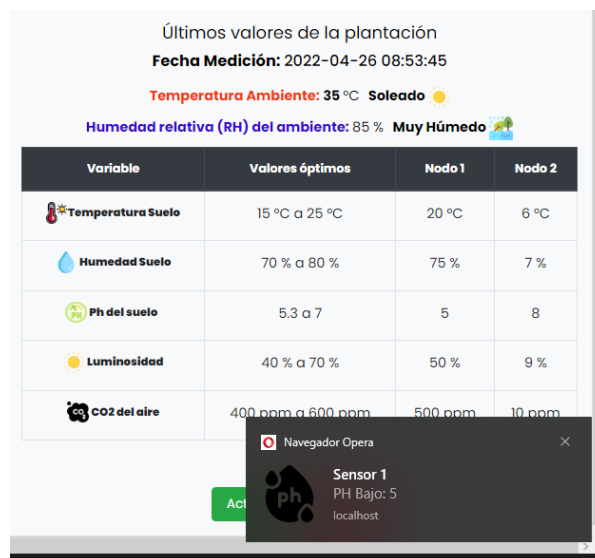 Últimos valores de la plantación
Fecha Medición: 2022-04-26 08:53:45
Temperatura Ambiente: 35 °C Soleado
Humedad relativa (RH) del ambiente: 85 % Muy Húmedo
Variable Valores óptimos Nodo 1 Nodo 2
Temperatura Suelo 15 °C a 25 °C 20 °C 6 °C
Humedad Suelo 70 % a 80 % 75 % 7 %
Ph del suelo 5.3 a 7 5 8
Luminosidad 40 % a 70 % 50 % 9 %
CO2 del aire 400 ppm a 600 ppm 500 ppm 10 ppm
Navegador Opera
Sensor 1
ph PH Bajo: 5
localhost
Act